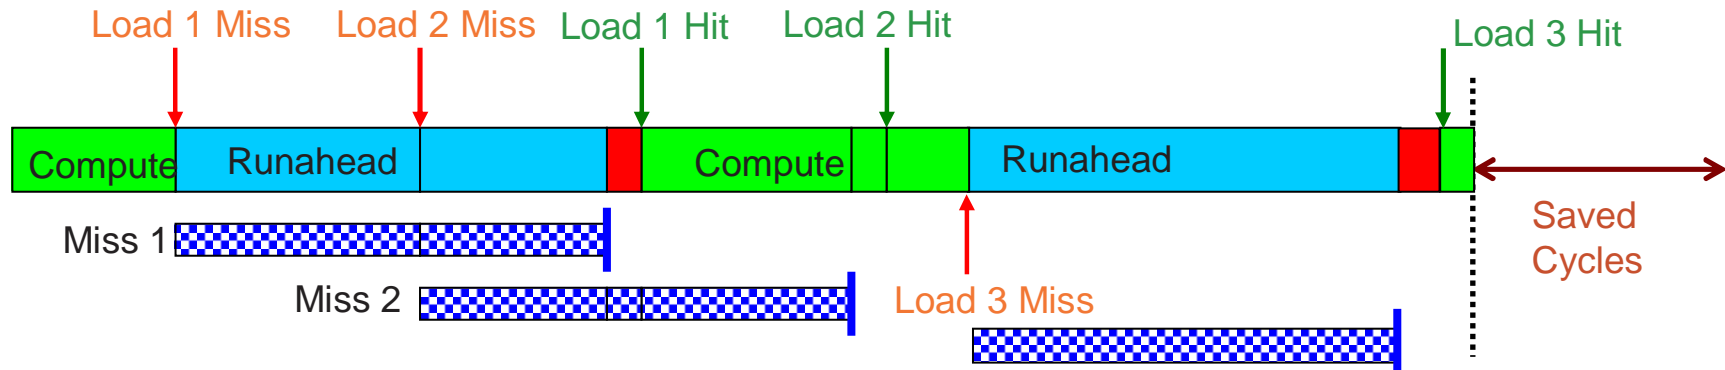 Load 1 Miss
Load 2 Miss
Load 1 Hit
Load 2 Hit
Load 3 Hit
Compute
Runahead
Compute
Runahead
Miss 1
Saved
Cycles
Miss 2
Load 3 Miss